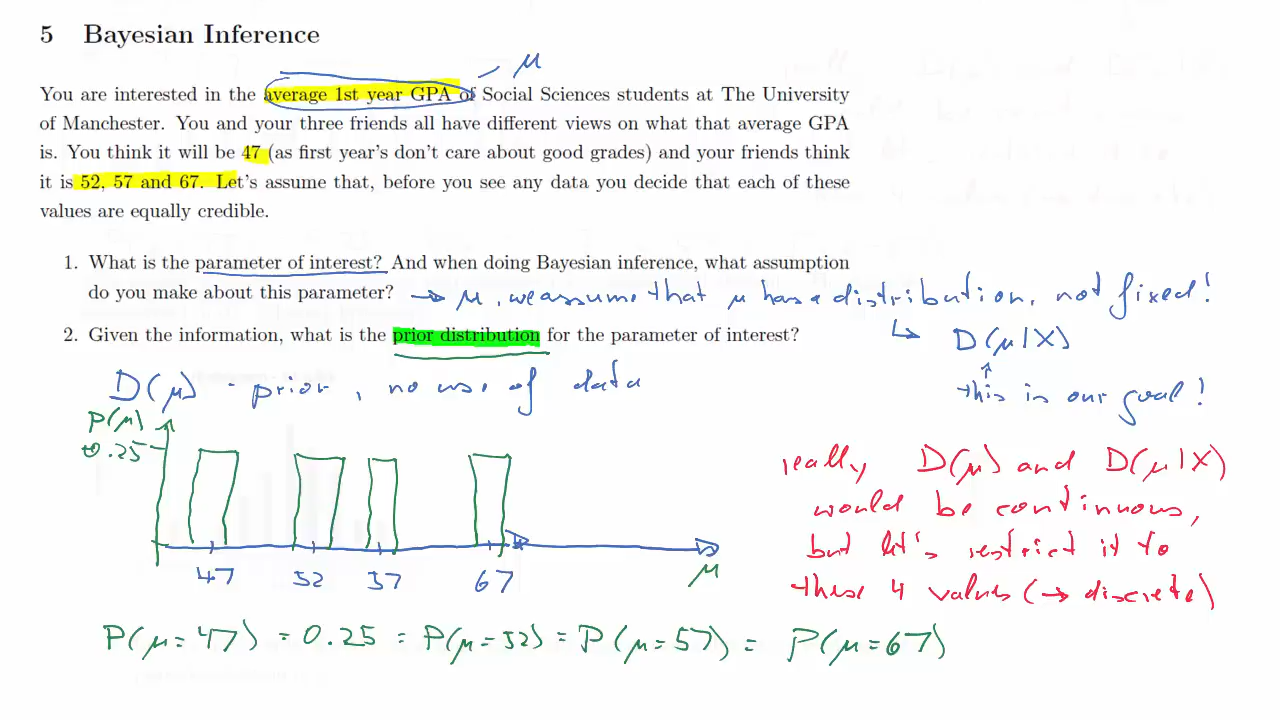 5 Bayesian Inference
μ
You are interested in the average 1st year GPA of Social Sciences students at The University
of Manchester. You and your three friends all have different views on what that average GPA
is. You think it will be 47 (as first year's don't care about good grades) and your friends think
it is 52, 57 and 67. Let's assume that, before you see any data you decide that each of these
values are equally credible.
1. What is the parameter of interest? And when doing Bayesian inference, what assumption
do you make about this parameter? → μ, we assume that μ has a distribution, not fixed!
2. Given the information, what is the prior distribution for the parameter of interest?
↳ D(μ|X)
↑
this is our goal!
D(μ) - prior, no use of data
P(μ)
0.25
47 52 57 67 μ
really D(μ) and D(μ|X)
would be continuous,
but let's restrict it to
these 4 values (→ discrete)
P(μ=47) = 0.25 = P(μ=52) = P(μ=57) = P(μ=67)